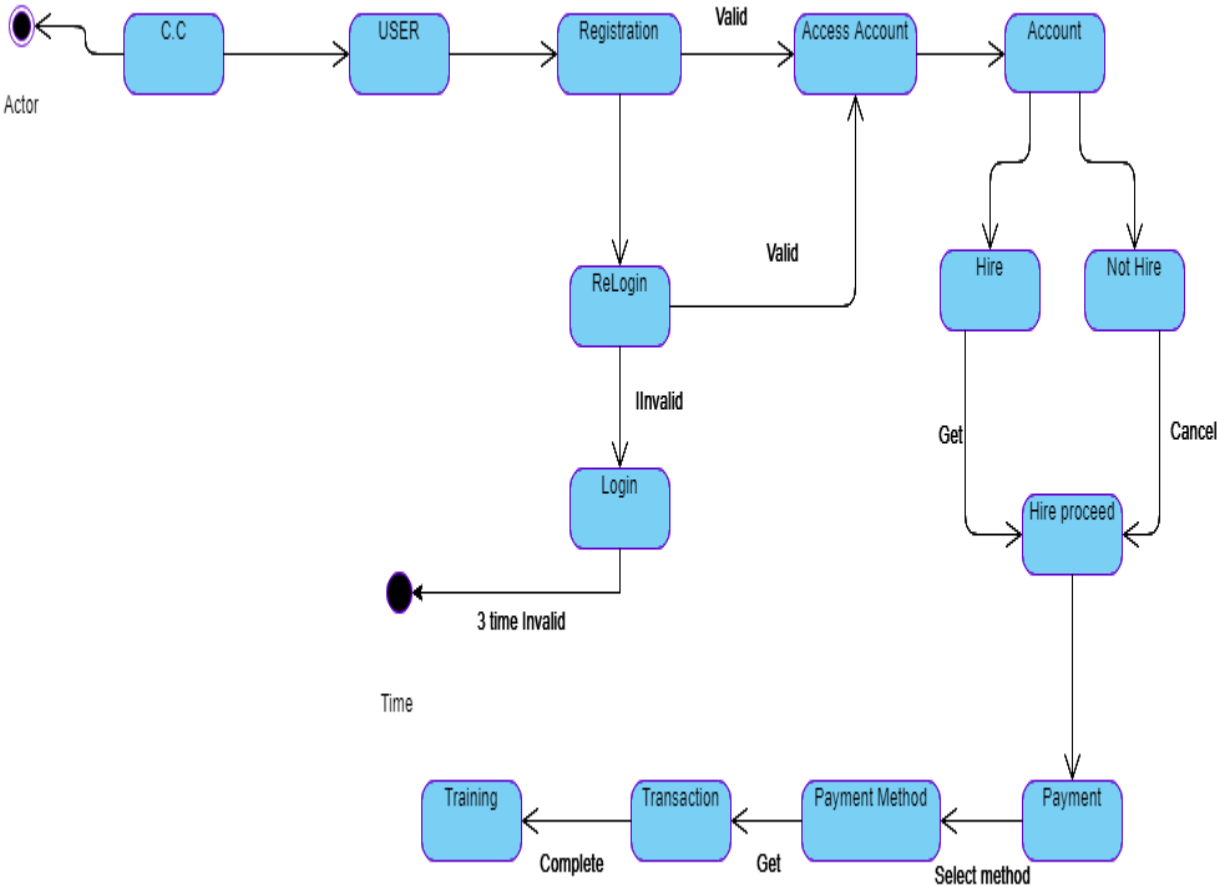 C.C
USER
Registration
Valid
Access Account
Account
Actor
Valid
Hire
Not Hire
ReLogin
IInvalid
Get
Cancel
Login
Hire proceed
3 time Invalid
Time
Training
Transaction
Payment Method
Payment
Complete
Get
Select method